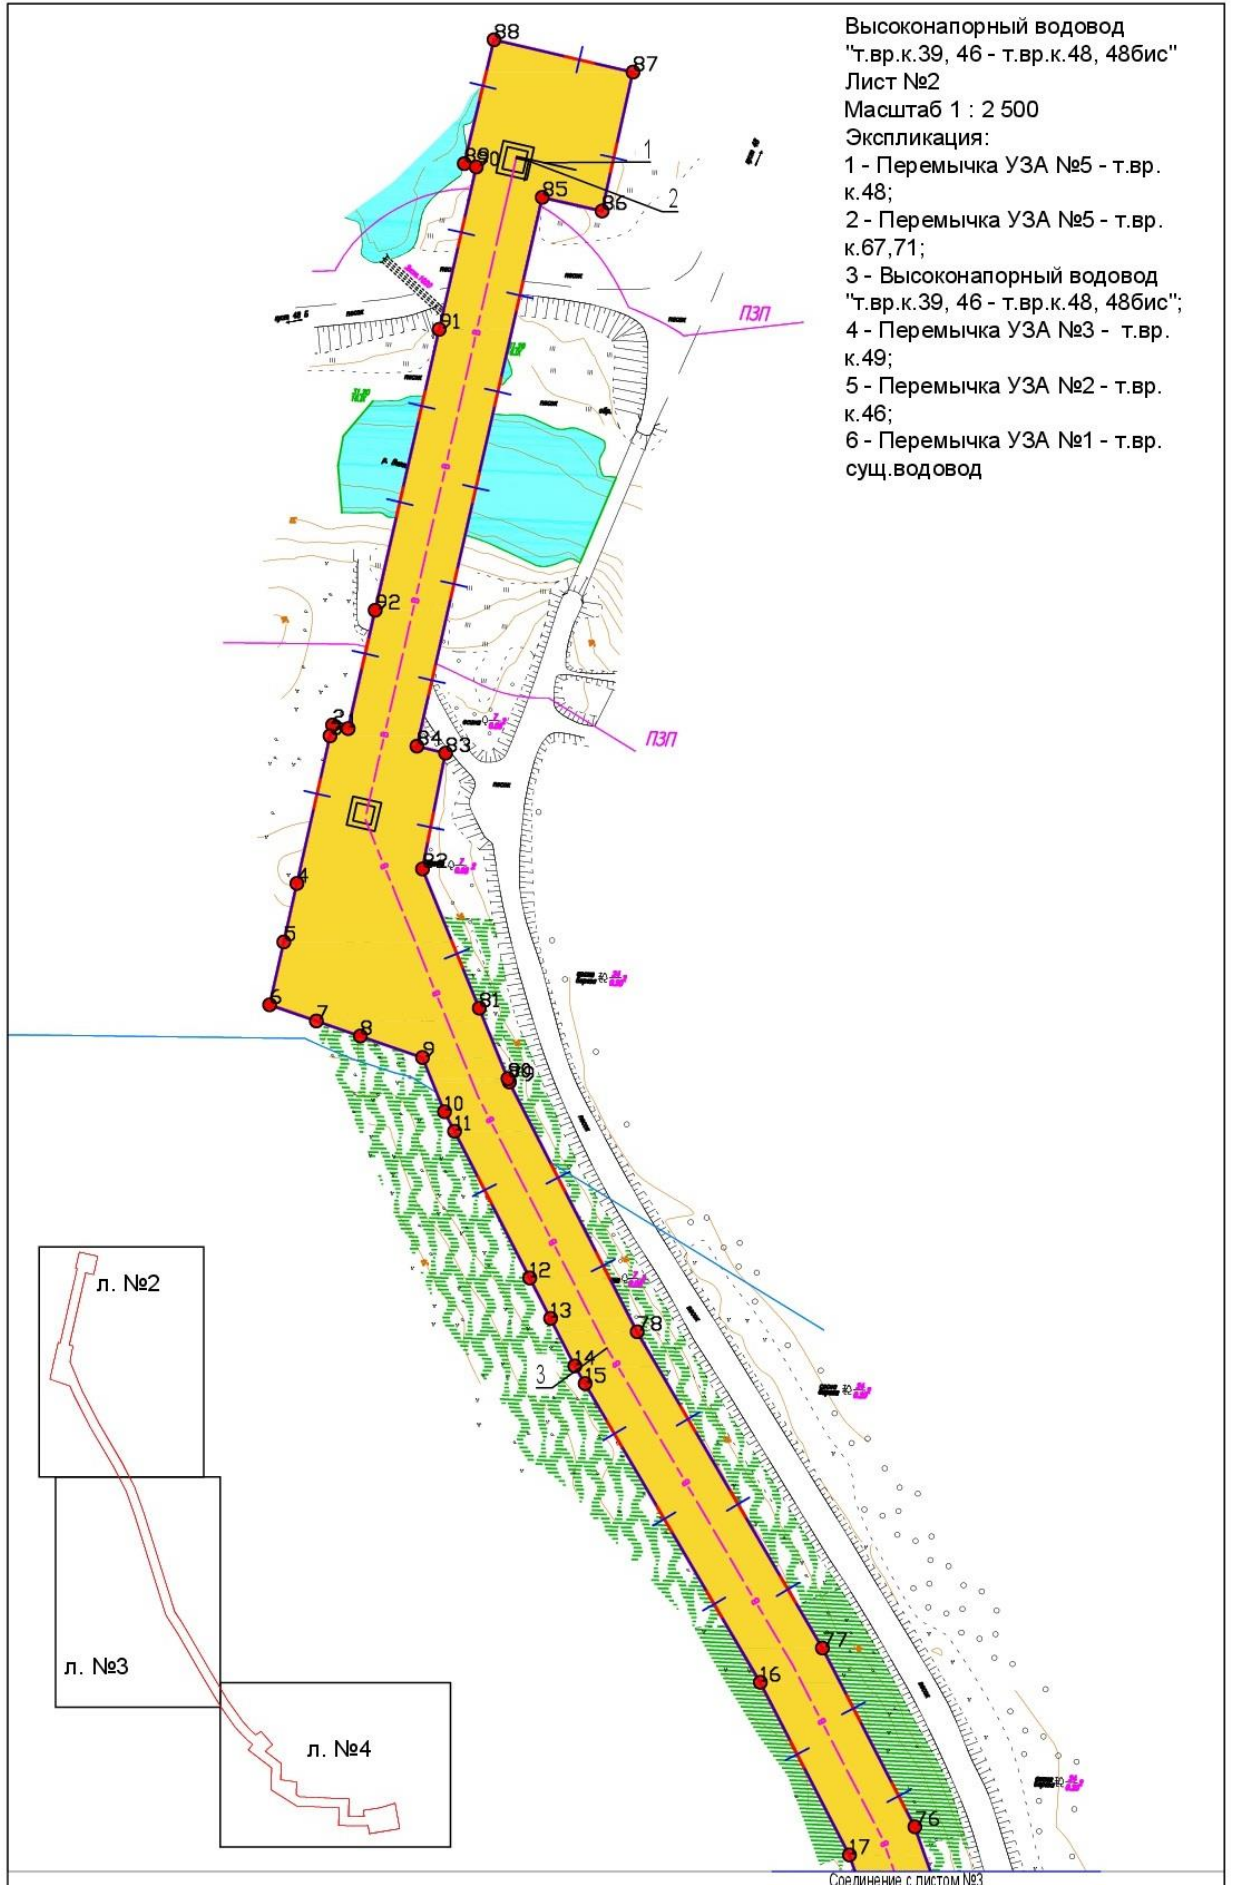 Высоконапорный водовод
"т.вр.к.39, 46 - т.вр.к.48, 48бис"
Лист №2
Масштаб 1 : 2 500
Экспликация:
1 - Перемычка УЗА №5 - т.вр.
к.48;
2 - Перемычка УЗА №5 - т.вр.
к.67,71;
3 - Высоконапорный водовод
"т.вр.к.39, 46 - т.вр.к.48, 48бис";
4 - Перемычка УЗА №3 - т.вр.
к.49;
5 - Перемычка УЗА №2 - т.вр.
к.46;
6 - Перемычка УЗА №1 - т.вр.
сущ.водовод
88
87
1
90
85
86
2
ПЗП
91
92
2
ПЗП
84
83
82
4
5
6
7
8
9
81
10
11
12
13
78
14
3
15
77
16
76
17
л. №2
л. №3
л. №4
Соединение с листом №3